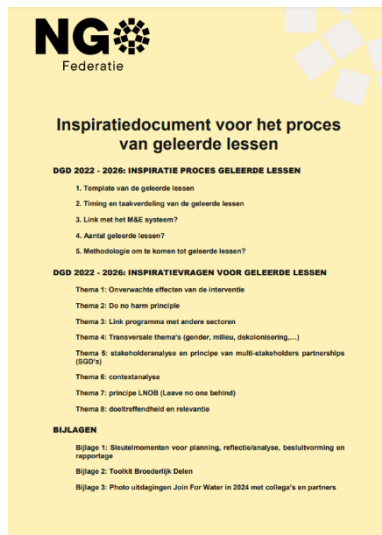 NGO
Federatie
Inspiratiedocument voor het proces
van geleerde lessen
DGD 2022 - 2026: INSPIRATIE PROCES GELEERDE LESSEN
1. Template van de geleerde lessen
2. Timing en taakverdeling van de geleerde lessen
3. Link met het M&E systeem?
4. Aantal geleerde lessen?
5. Methodologie om te komen tot geleerde lessen?
DGD 2022 - 2026: INSPIRATIEVRAGEN VOOR GELEERDE LESSEN
Thema 1: Onverwachte effecten van de interventie
Thema 2: Do no harm principle
Thema 3: Link programma met andere sectoren
Thema 4: Transversale thema's (gender, milieu, dekolonisering,...)
Thema 5: stakeholderanalyse en principe van multi-stakeholders partnerships
(SGD's)
Thema 6: contextanalyse
Thema 7: principe LNOB (Leave no one behind)
Thema 8: doeltreffendheid en relevantie
BIJLAGEN
Bijlage 1: Sleutelmomenten voor planning, reflectie/analyse, besluitvorming en
rapportage
Bijlage 2: Toolkit Broederlijk Delen
Bijlage 3: Photo uitdagingen Join For Water in 2024 met collega's en partners